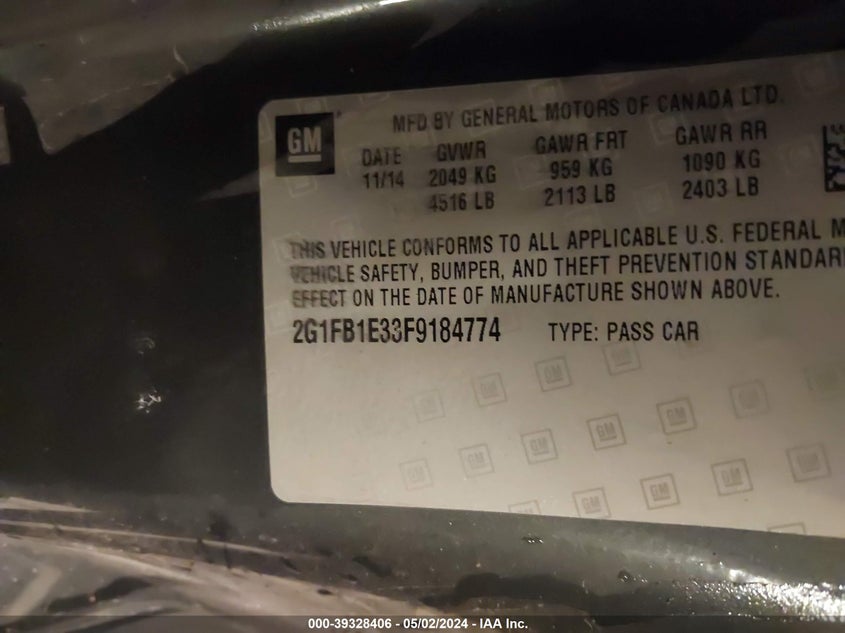 GM
MFD BY GENERAL MOTORS OF CANADA LTD.
DATE GVWR GAWR FRT GAWR RR
11/14 2049 KG 959 KG 1090 KG
4516 LB 2113 LB 2403 LB
THIS VEHICLE CONFORMS TO ALL APPLICABLE U.S. FEDERAL M
VEHICLE SAFETY, BUMPER, AND THEFT PREVENTION STANDAR
EFFECT ON THE DATE OF MANUFACTURE SHOWN ABOVE.
2G1FB1E33F9184774 TYPE: PASS CAR
000-39328406 - 05/02/2024 - IAA Inc.